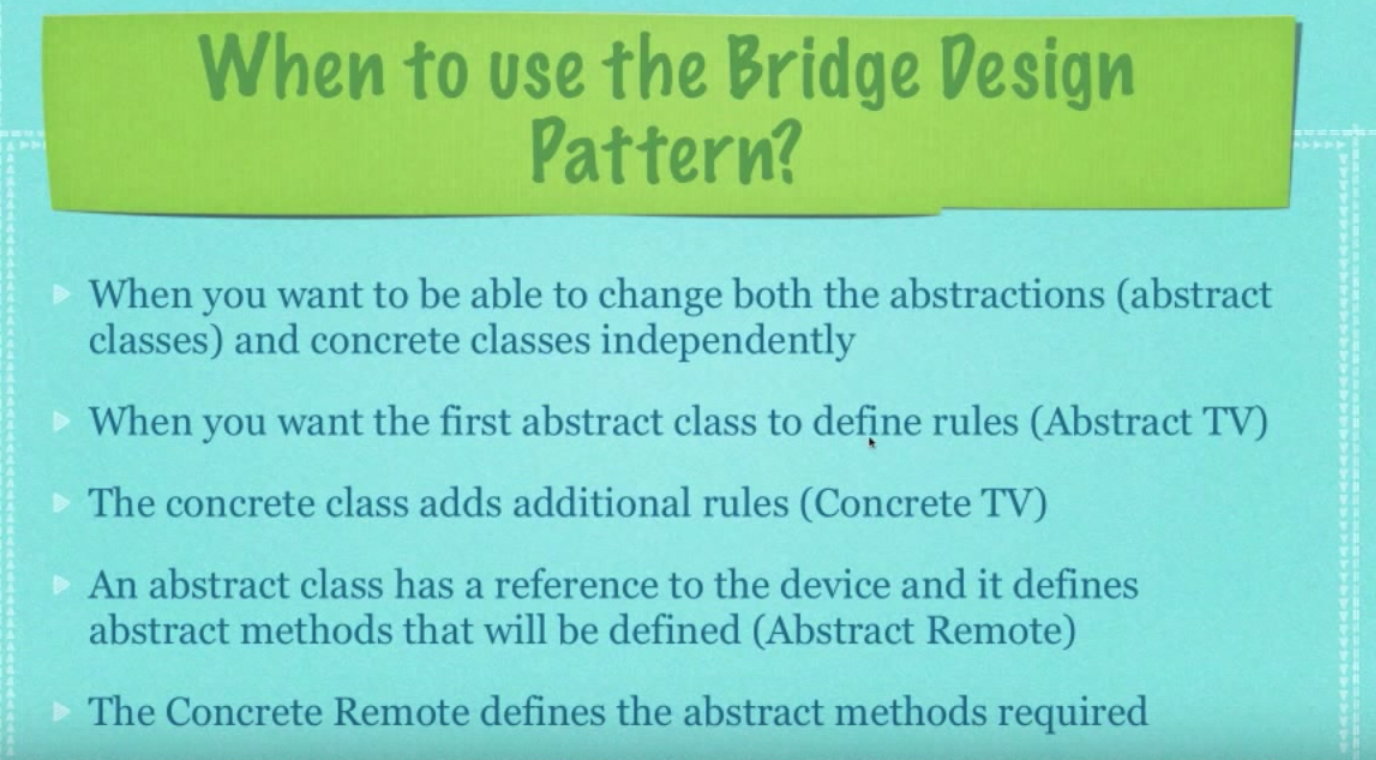 When to use the Bridge Design
Pattern?
When you want to be able to change both the abstractions (abstract
classes) and concrete classes independently
When you want the first abstract class to define rules (Abstract TV)
The concrete class adds additional rules (Concrete TV)
An abstract class has a reference to the device and it defines
abstract methods that will be defined (Abstract Remote)
The Concrete Remote defines the abstract methods required